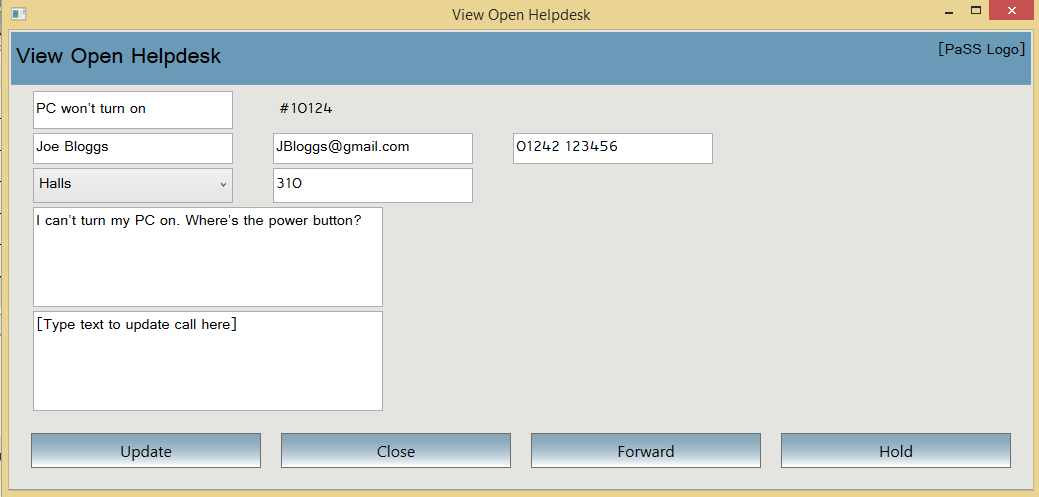 View Open Helpdesk
View Open Helpdesk
[PaSS Logo]
PC won't turn on
#10124
Joe Bloggs
JBloggs@gmail.com
01242 123456
Halls
310
I can't turn my PC on. Where's the power button?
[Type text to update call here]
Update
Close
Forward
Hold